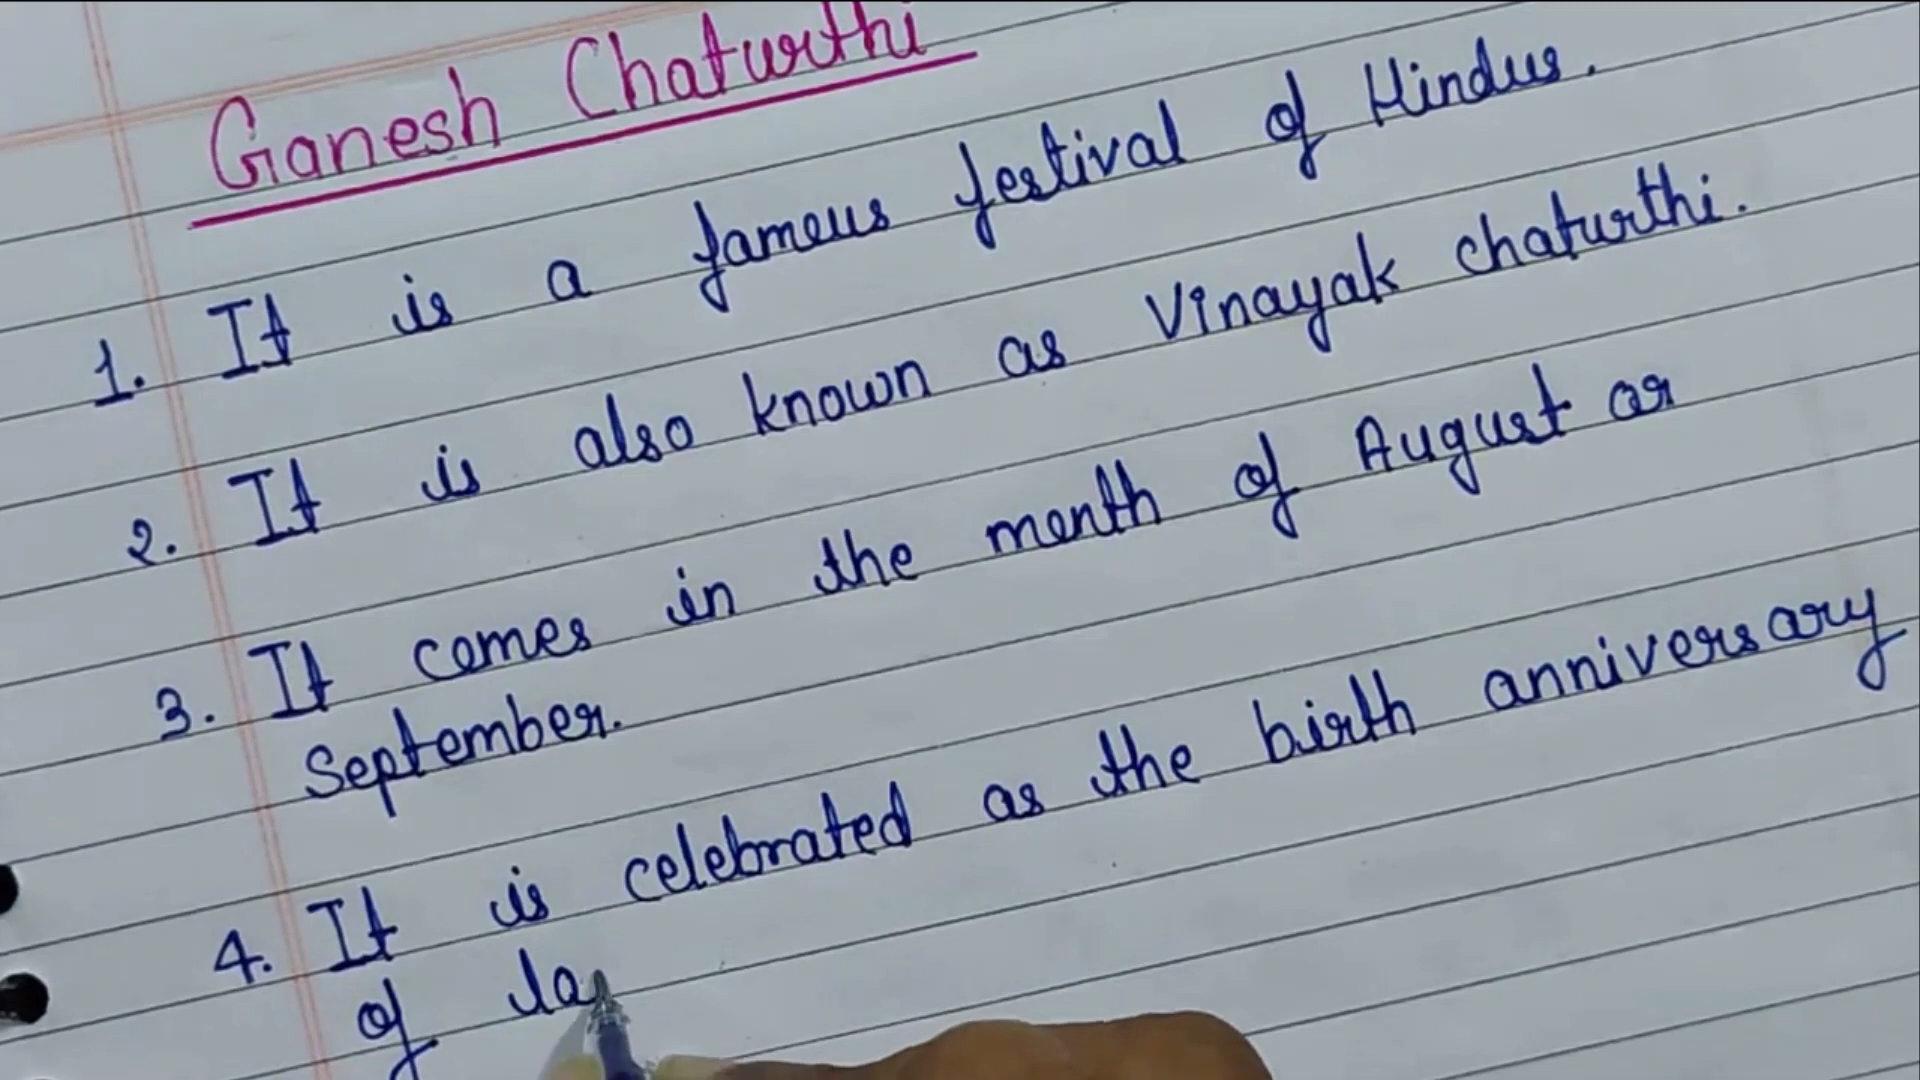 Ganesh Chaturthi
1. It is a famous festival of Hindus.
2. It is also known as Vinayak chaturthi.
3. It comes in the month of August or
September.
4. It is celebrated as the birth anniversary
of